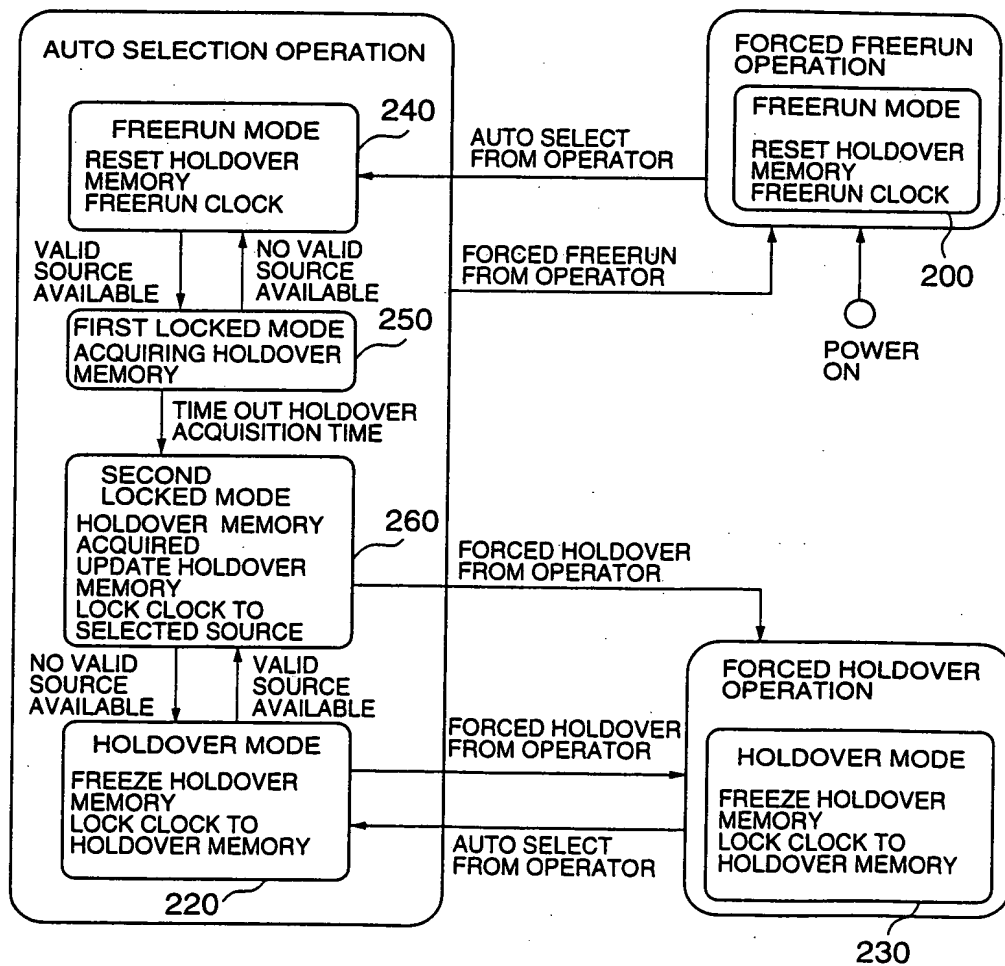 AUTO SELECTION OPERATION
240
FREERUN MODE
RESET HOLDOVER
MEMORY
FREERUN CLOCK
VALID
SOURCE
AVAILABLE
NO VALID
SOURCE
AVAILABLE
250
FIRST LOCKED MODE
ACQUIRING HOLDOVER
MEMORY
TIME OUT HOLDOVER
ACQUISITION TIME
SECOND
LOCKED MODE
260
HOLDOVER MEMORY
ACQUIRED
UPDATE HOLDOVER
MEMORY
LOCK CLOCK TO
SELECTED SOURCE
NO VALID
SOURCE
AVAILABLE
VALID
SOURCE
AVAILABLE
HOLDOVER MODE
FREEZE HOLDOVER
MEMORY
LOCK CLOCK TO
HOLDOVER MEMORY
220
AUTO SELECT
FROM OPERATOR
FORCED FREERUN
FROM OPERATOR
FORCED HOLDOVER
FROM OPERATOR
FORCED HOLDOVER
FROM OPERATOR
AUTO SELECT
FROM OPERATOR
FORCED FREERUN
OPERATION
FREERUN MODE
RESET HOLDOVER
MEMORY
FREERUN CLOCK
200
POWER
ON
FORCED HOLDOVER
OPERATION
HOLDOVER MODE
FREEZE HOLDOVER
MEMORY
LOCK CLOCK TO
HOLDOVER MEMORY
230